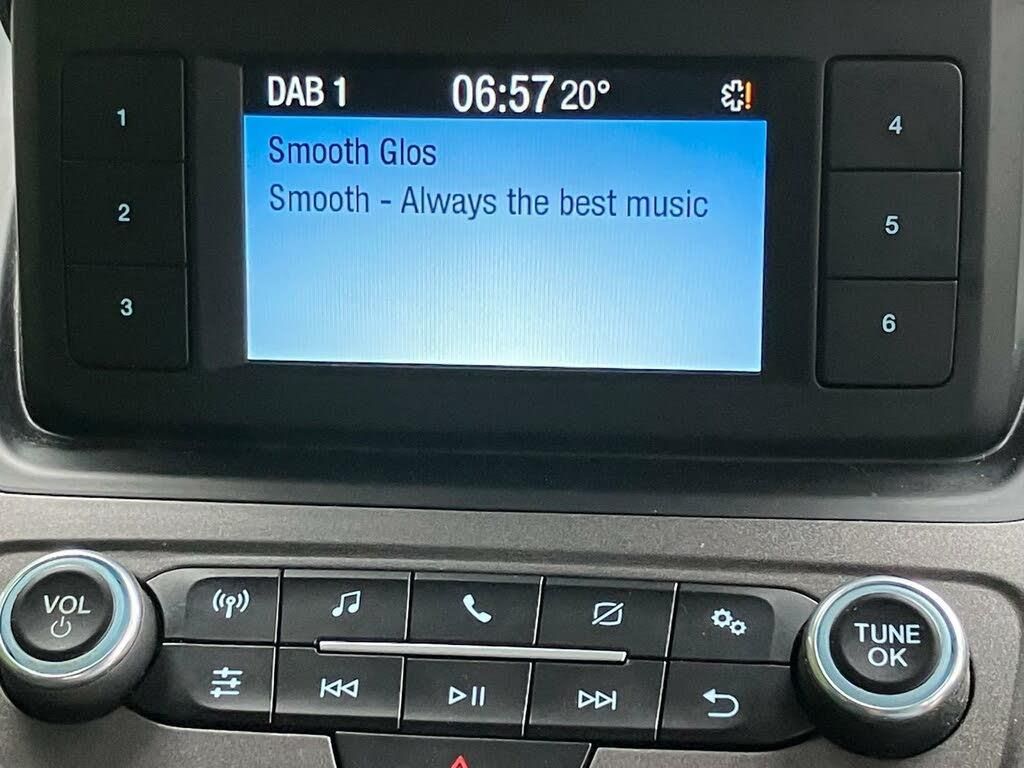 DAB 1 06:57 20°
Smooth Glos
Smooth - Always the best music
1
2
3
4
5
6
VOL
TUNE
OK